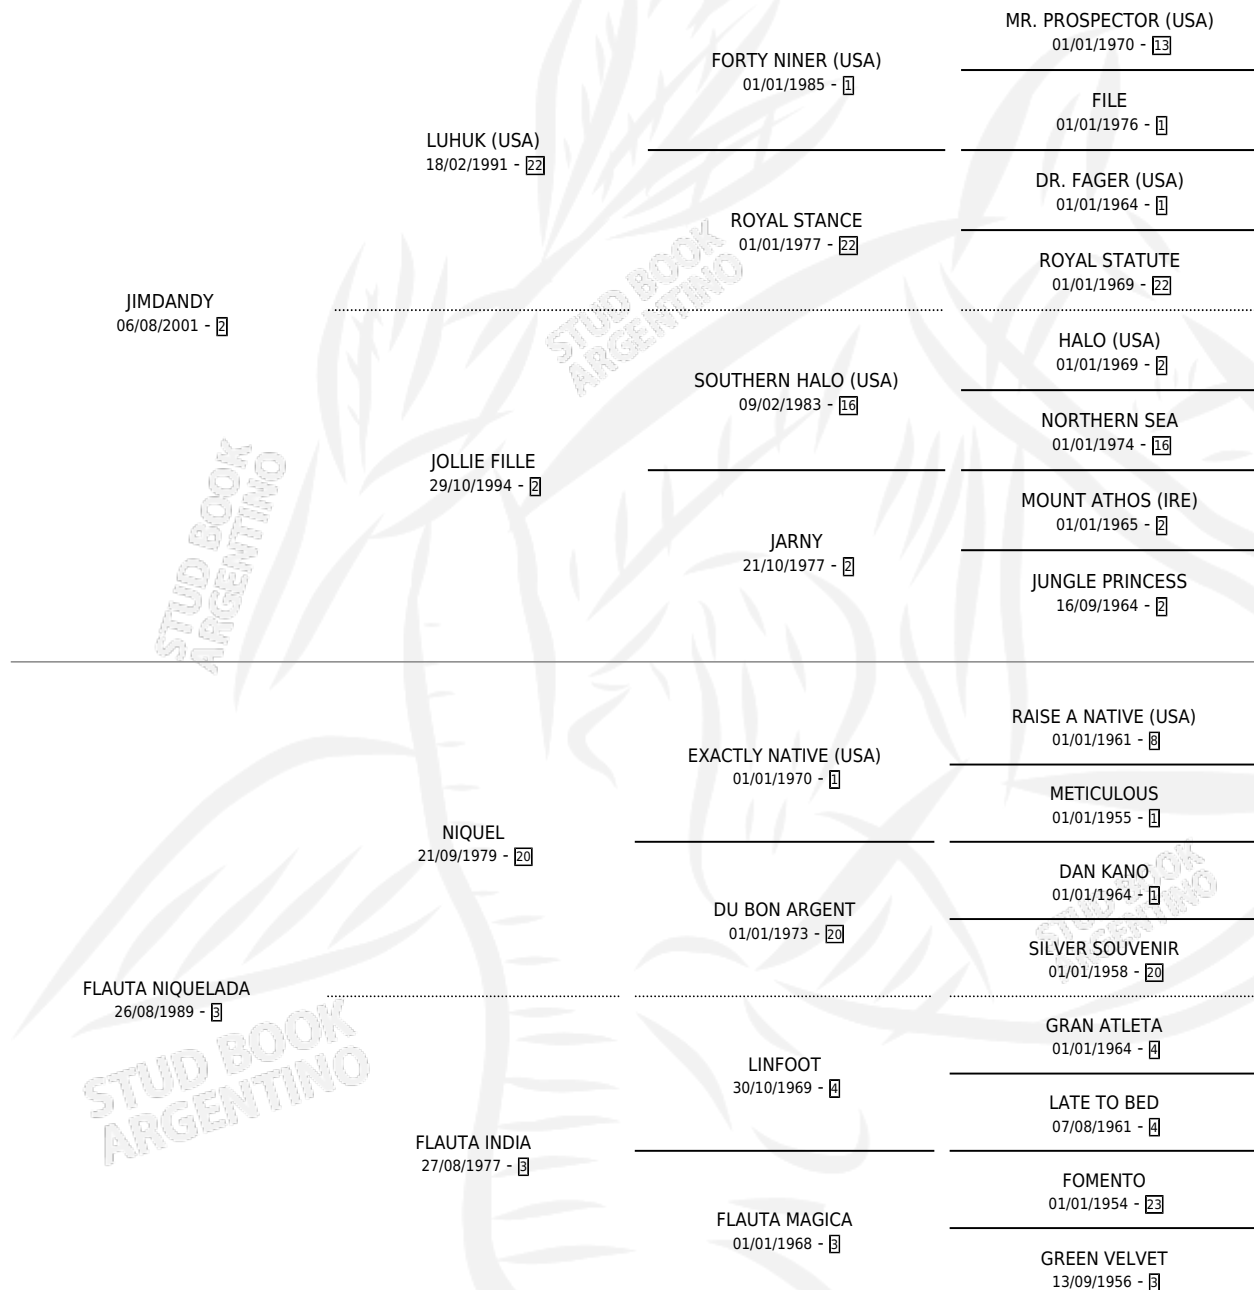 MR. PROSPECTOR (USA)
01/01/1970 - 13
FORTY NINER (USA)
01/01/1985 - 1
FILE
01/01/1976 - 1
LUHUK (USA)
18/02/1991 - 22
DR. FAGER (USA)
01/01/1964 - 1
ROYAL STANCE
01/01/1977 - 22
ROYAL STATUTE
01/01/1969 - 22
JIMDANDY
06/08/2001 - 2
HALO (USA)
01/01/1969 - 2
SOUTHERN HALO (USA)
09/02/1983 - 16
NORTHERN SEA
01/01/1974 - 16
JOLLIE FILLE
29/10/1994 - 2
MOUNT ATHOS (IRE)
01/01/1965 - 2
JARNY
21/10/1977 - 2
JUNGLE PRINCESS
16/09/1964 - 2
RAISE A NATIVE (USA)
01/01/1961 - 8
EXACTLY NATIVE (USA)
01/01/1970 - 1
METICULOUS
01/01/1955 - 1
NIQUEL
21/09/1979 - 20
DAN KANO
01/01/1964 - 1
DU BON ARGENT
01/01/1973 - 20
SILVER SOUVENIR
01/01/1958 - 20
FLAUTA NIQUELADA
26/08/1989 - 3
GRAN ATLETA
01/01/1964 - 4
LINFOOT
30/10/1969 - 4
LATE TO BED
07/08/1961 - 4
FLAUTA INDIA
27/08/1977 - 3
FOMENTO
01/01/1954 - 23
FLAUTA MAGICA
01/01/1968 - 3
GREEN VELVET
13/09/1956 - 3
STUD BOOK
ARGENTINO
STUD BOOK
ARGENTINO
STUD BOOK
ARGENTINO
STUD BOOK
ARGENTINO